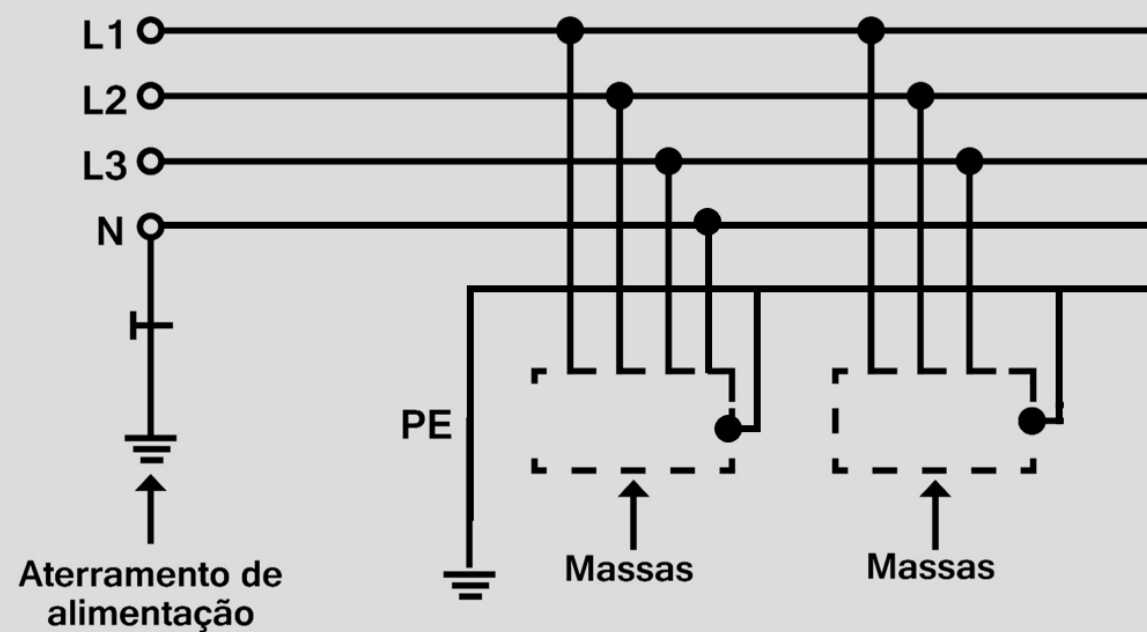 L1
L2
L3
N
PE
Aterramento de
alimentação
Massas
Massas